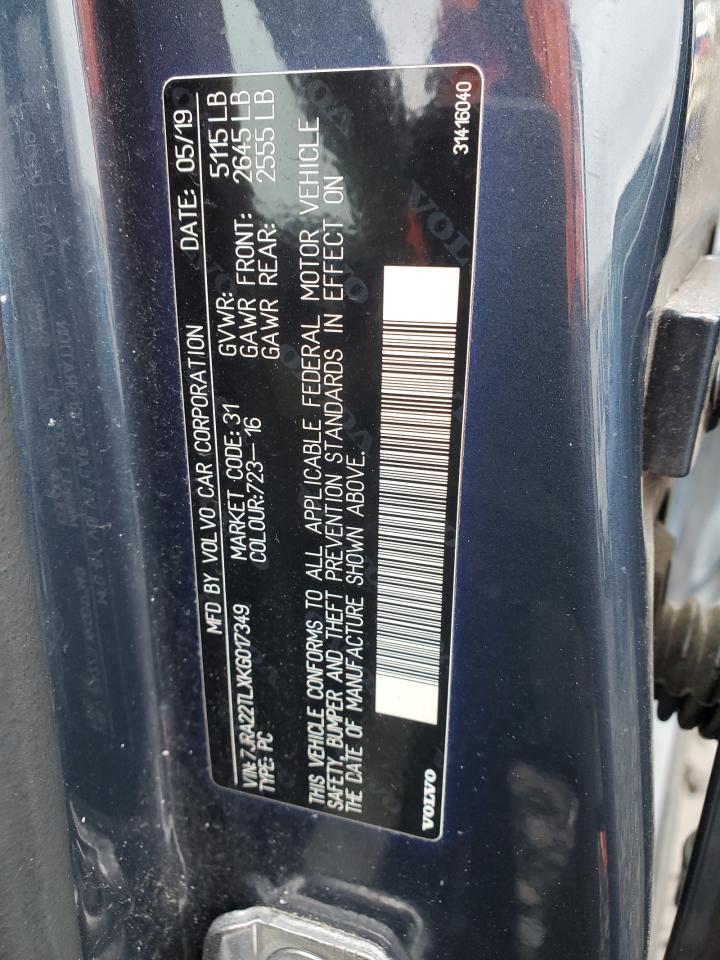 MFD BY VOLVO CAR CORPORATION DATE: 05/19
VIN:7JRA22TLXKG017349 MARKET CODE: 31 GVWR: 5115 LB
TYPE: PC COLOUR:723-16 GAWR FRONT: 2645 LB
GAWR REAR: 2555 LB
THIS VEHICLE CONFORMS TO ALL APPLICABLE FEDERAL MOTOR VEHICLE
SAFETY, BUMPER AND THEFT PREVENTION STANDARDS IN EFFECT ON
THE DATE OF MANUFACTURE SHOWN ABOVE.
VOLVO 31416040